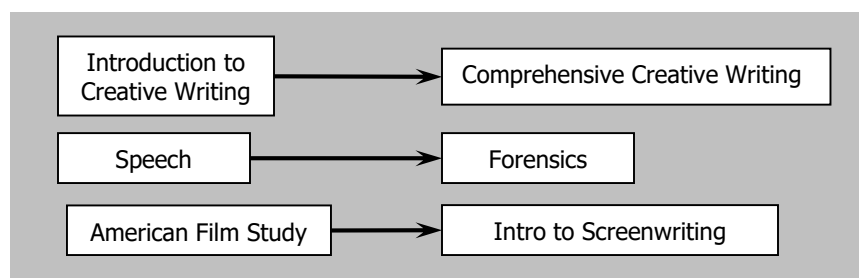 Introduction to
Creative Writing
Comprehensive Creative Writing
Speech
Forensics
American Film Study
Intro to Screenwriting